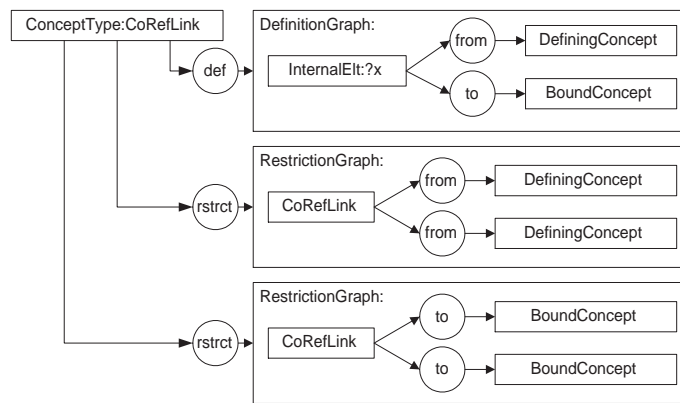 ConceptType:CoRefLink
DefinitionGraph:
def
InternalElt:?x
from
DefiningConcept
to
BoundConcept
RestrictionGraph:
rstrct
CoRefLink
from
DefiningConcept
from
DefiningConcept
RestrictionGraph:
rstrct
CoRefLink
to
BoundConcept
to
BoundConcept